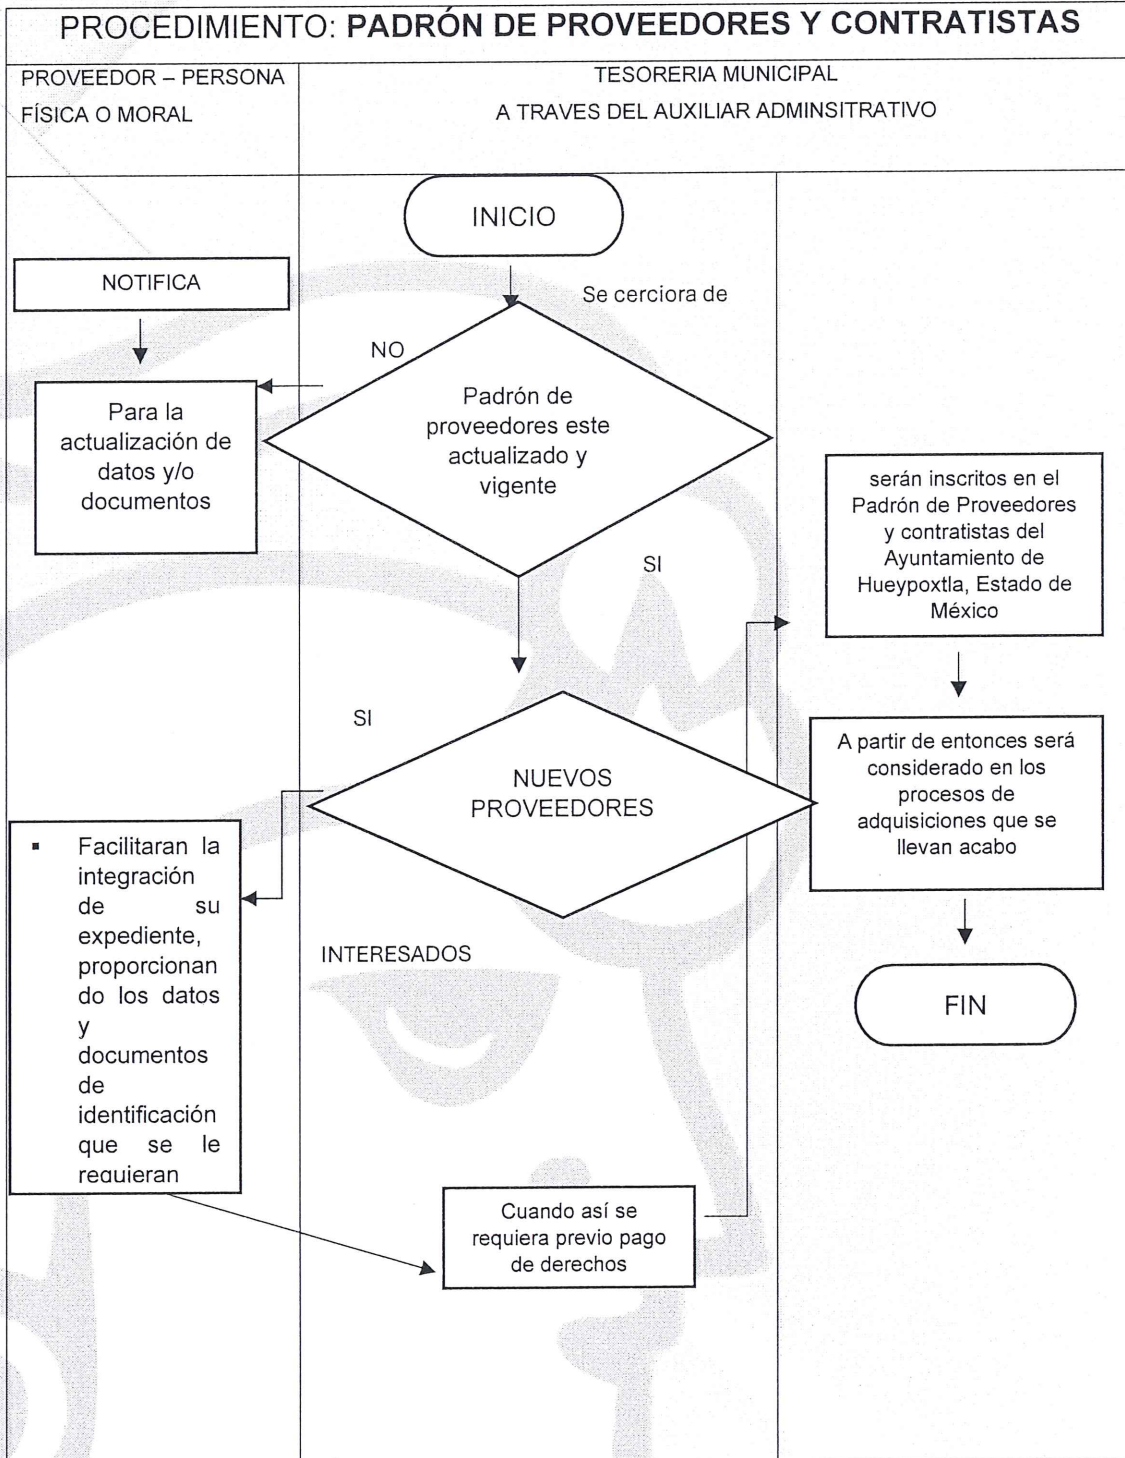 PROCEDIMIENTO: PADRÓN DE PROVEEDORES Y CONTRATISTAS
PROVEEDOR – PERSONA
FÍSICA O MORAL
TESORERIA MUNICIPAL
A TRAVES DEL AUXILIAR ADMINSITRATIVO
INICIO
NOTIFICA
Se cerciora de
NO
Para la
actualización de
datos y/o
documentos
Padrón de
proveedores este
actualizado y
vigente
SI
serán inscritos en el
Padrón de Proveedores
y contratistas del
Ayuntamiento de
Hueypoxtla, Estado de
México
SI
NUEVOS
PROVEEDORES
A partir de entonces será
considerado en los
procesos de
adquisiciones que se
llevan acabo
▪ Facilitaran la
integración
de su
expediente,
proporcionan
do los datos
y
documentos
de
identificación
que se le
requieran
INTERESADOS
FIN
Cuando así se
requiera previo pago
de derechos